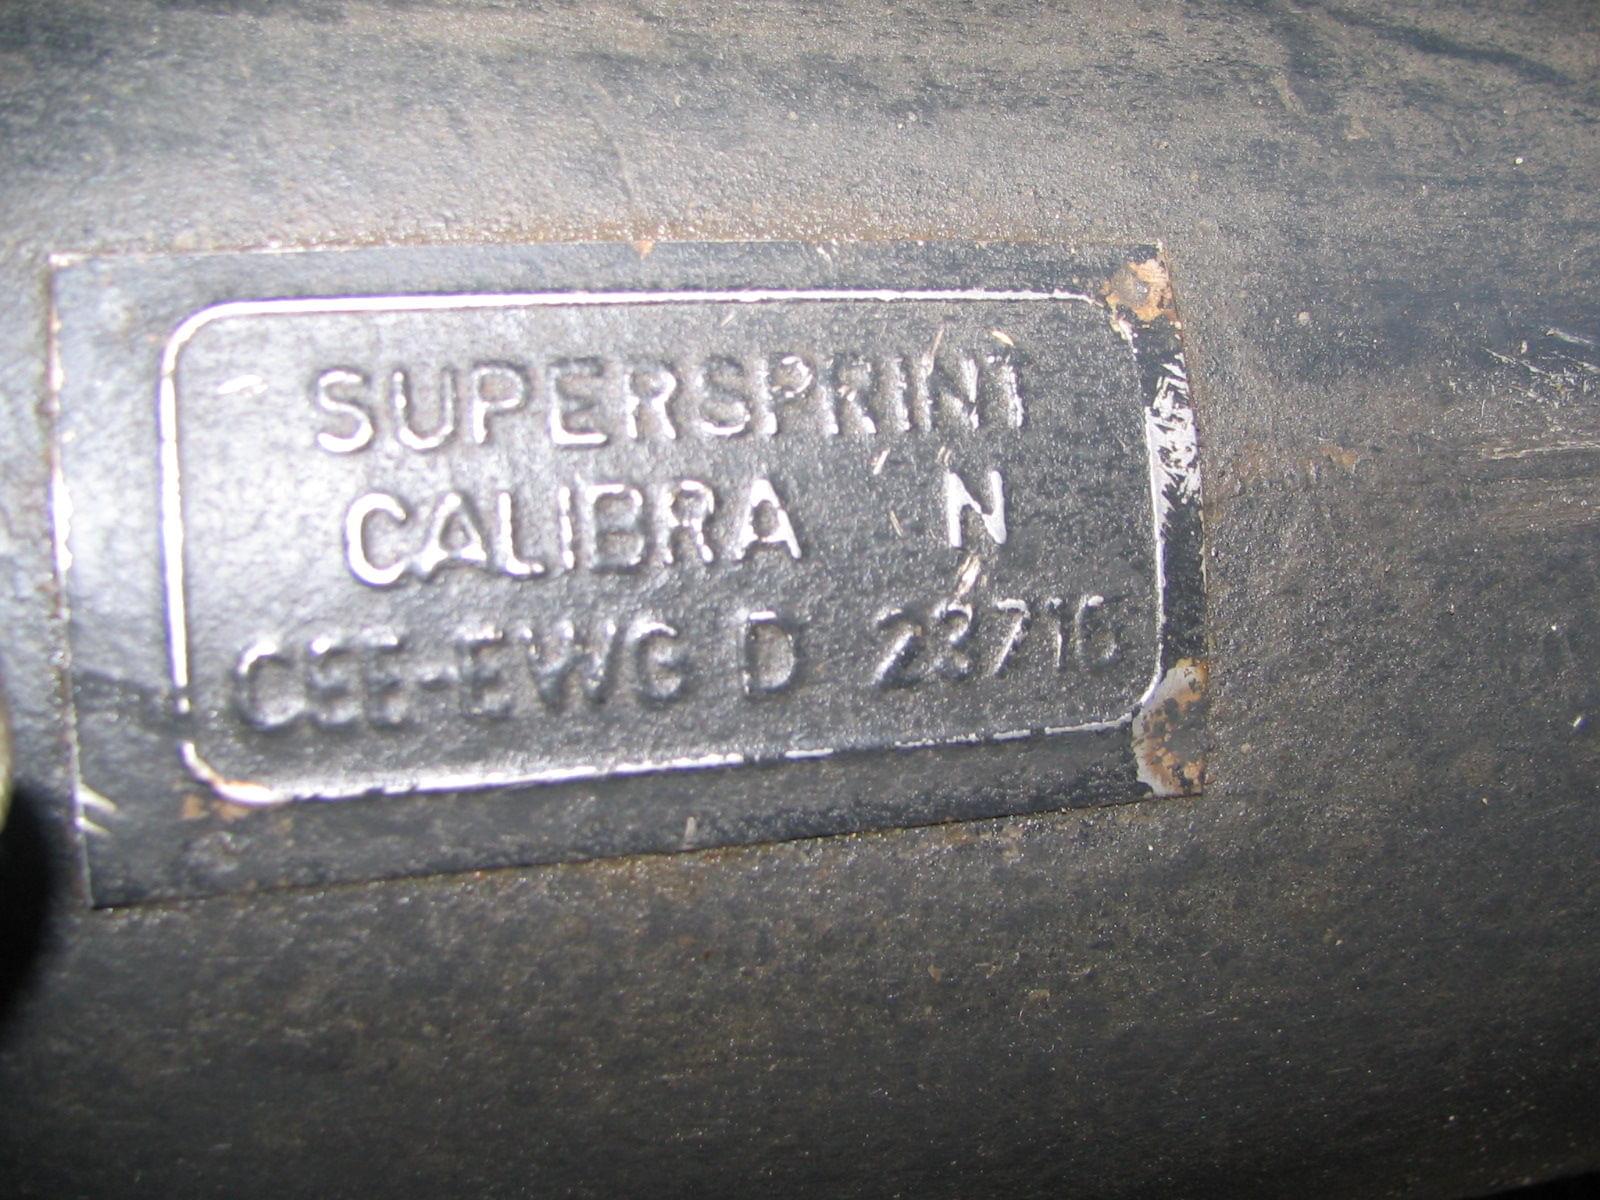 SUPERSPRINT
CALIBRA N
CEE-EWG D 23716